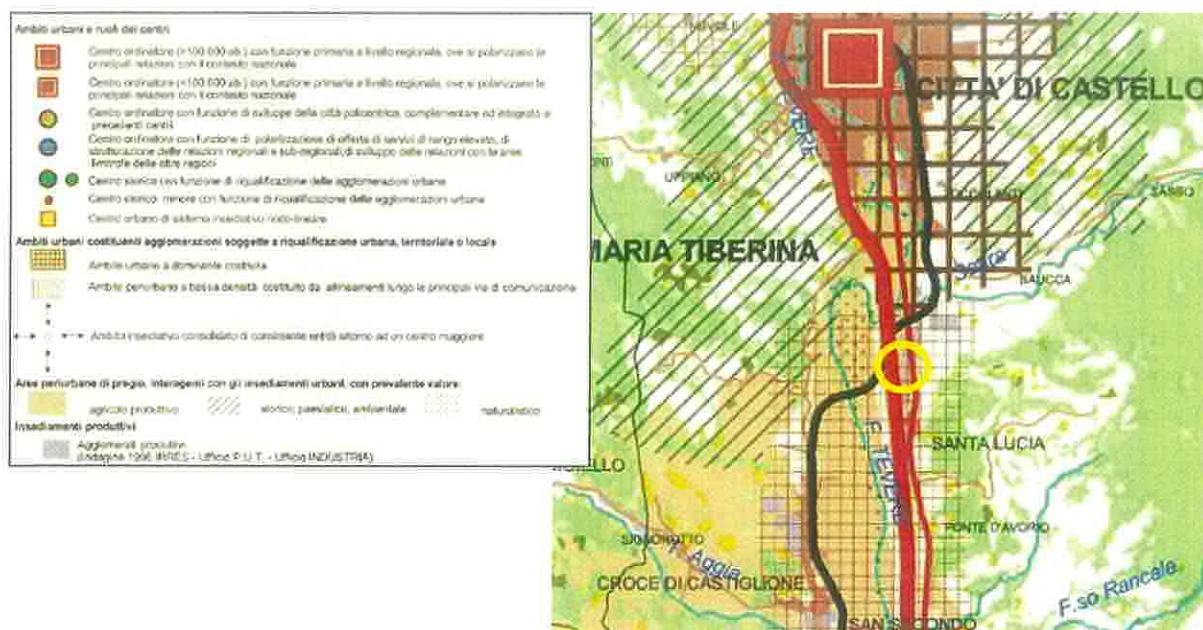 Ambiti urbani e ruoli dei centri
Centro ordinatore (>100 000 ab.) con funzione primaria a livello regionale, ove si polarizzano le
principali relazioni con il contesto nazionale
Centro ordinatore (<100 000 ab.) con funzione primaria a livello regionale, ove si polarizzano le
principali relazioni con il contesto nazionale
Centro ordinatore con funzione di sviluppo della città policentrica, complementare ed integrato a
precedenti centri
Centro ordinatore con funzione di polarizzazione di offerta di servizi di rango elevato, di
strutturazione delle relazioni regionali e sub-regionali, di sviluppo delle relazioni con le aree
limitrofe delle altre regioni
Centro storico con funzione di riqualificazione delle agglomerazioni urbane
Centro storico minore con funzione di riqualificazione delle agglomerazioni urbane
Centro urbano di sistema insediativo nodo-lineare
Ambiti urbani costituenti agglomerazioni soggette a riqualificazione urbana, territoriale o locale
Ambito urbano a dominante costruita
Ambito periurbano a bassa densità costituito da allineamenti lungo le principali vie di comunicazione
Ambito insediativo consolidato di consistente entità attorno ad un centro maggiore
Aree periurbane di pregio, interagenti con gli insediamenti urbani, con prevalente valore:
agricolo produttivo storico, paesistico, ambientale naturalistico
Insediamenti produttivi
Agglomerati produttivi
(Indagine 1996 IRRES - Ufficio P.U.T. - Ufficio INDUSTRIA)
CITTA' DI CASTELLO
UPPIANO
SASSO
MARIA TIBERINA
NAUCCA
SANTA LUCIA
F. TEVERE
PONTE D'AVORIO
F. Aggia
CROCE DI CASTIGLIONE
F.so Rancale
SAN SECONDO